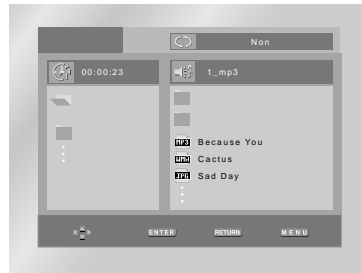 Non
00:00:23
1_mp3
MP3 Because You
WMA Cactus
JPG Sad Day
ENTER RETURN MENU